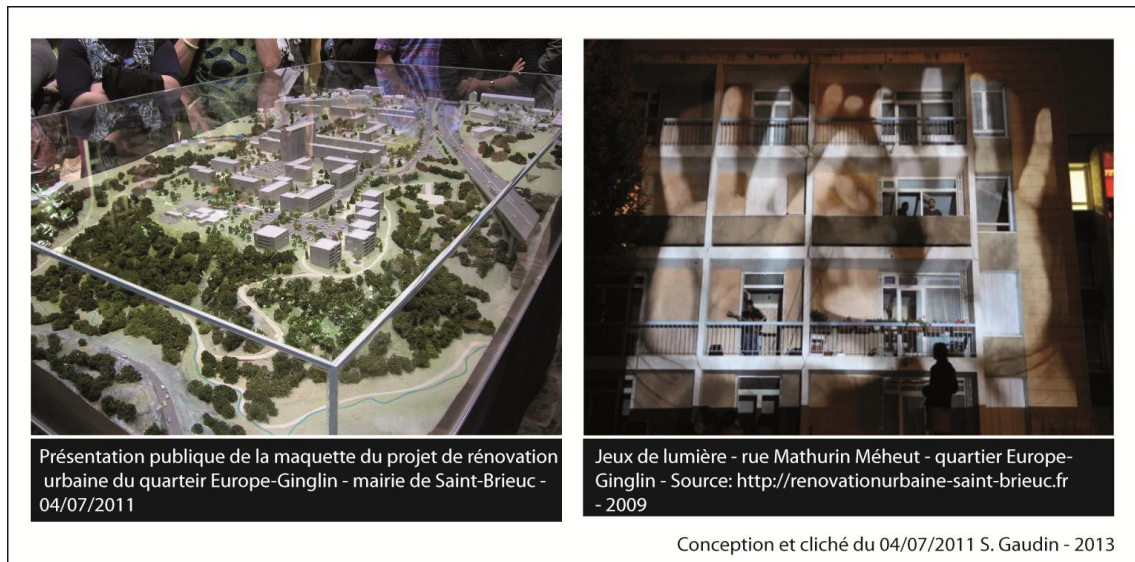 Présentation publique de la maquette du projet de rénovation
urbaine du quarteir Europe-Ginglin - mairie de Saint-Brieuc -
04/07/2011
Jeux de lumière - rue Mathurin Méheut - quartier Europe-
Ginglin - Source: http://renovationurbaine-saint-brieuc.fr
- 2009
Conception et cliché du 04/07/2011 S. Gaudin - 2013